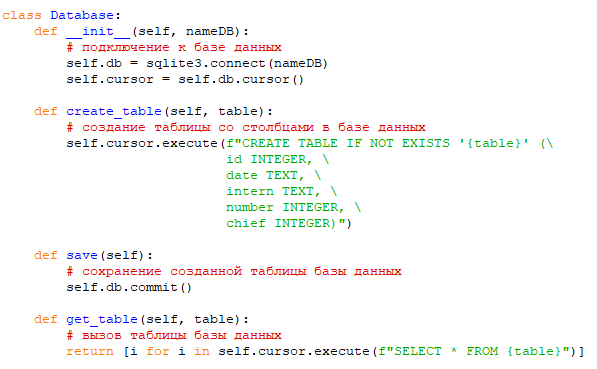 class Database:
    def __init__(self, nameDB):
        # подключение к базе данных
        self.db = sqlite3.connect(nameDB)
        self.cursor = self.db.cursor()

    def create_table(self, table):
        # создание таблицы со столбцами в базе данных
        self.cursor.execute(f"CREATE TABLE IF NOT EXISTS '{table}' (\
                            id INTEGER, \
                            date TEXT, \
                            intern TEXT, \
                            number INTEGER, \
                            chief INTEGER)")

    def save(self):
        # сохранение созданной таблицы базы данных
        self.db.commit()

    def get_table(self, table):
        # вызов таблицы базы данных
        return [i for i in self.cursor.execute(f"SELECT * FROM {table}")]